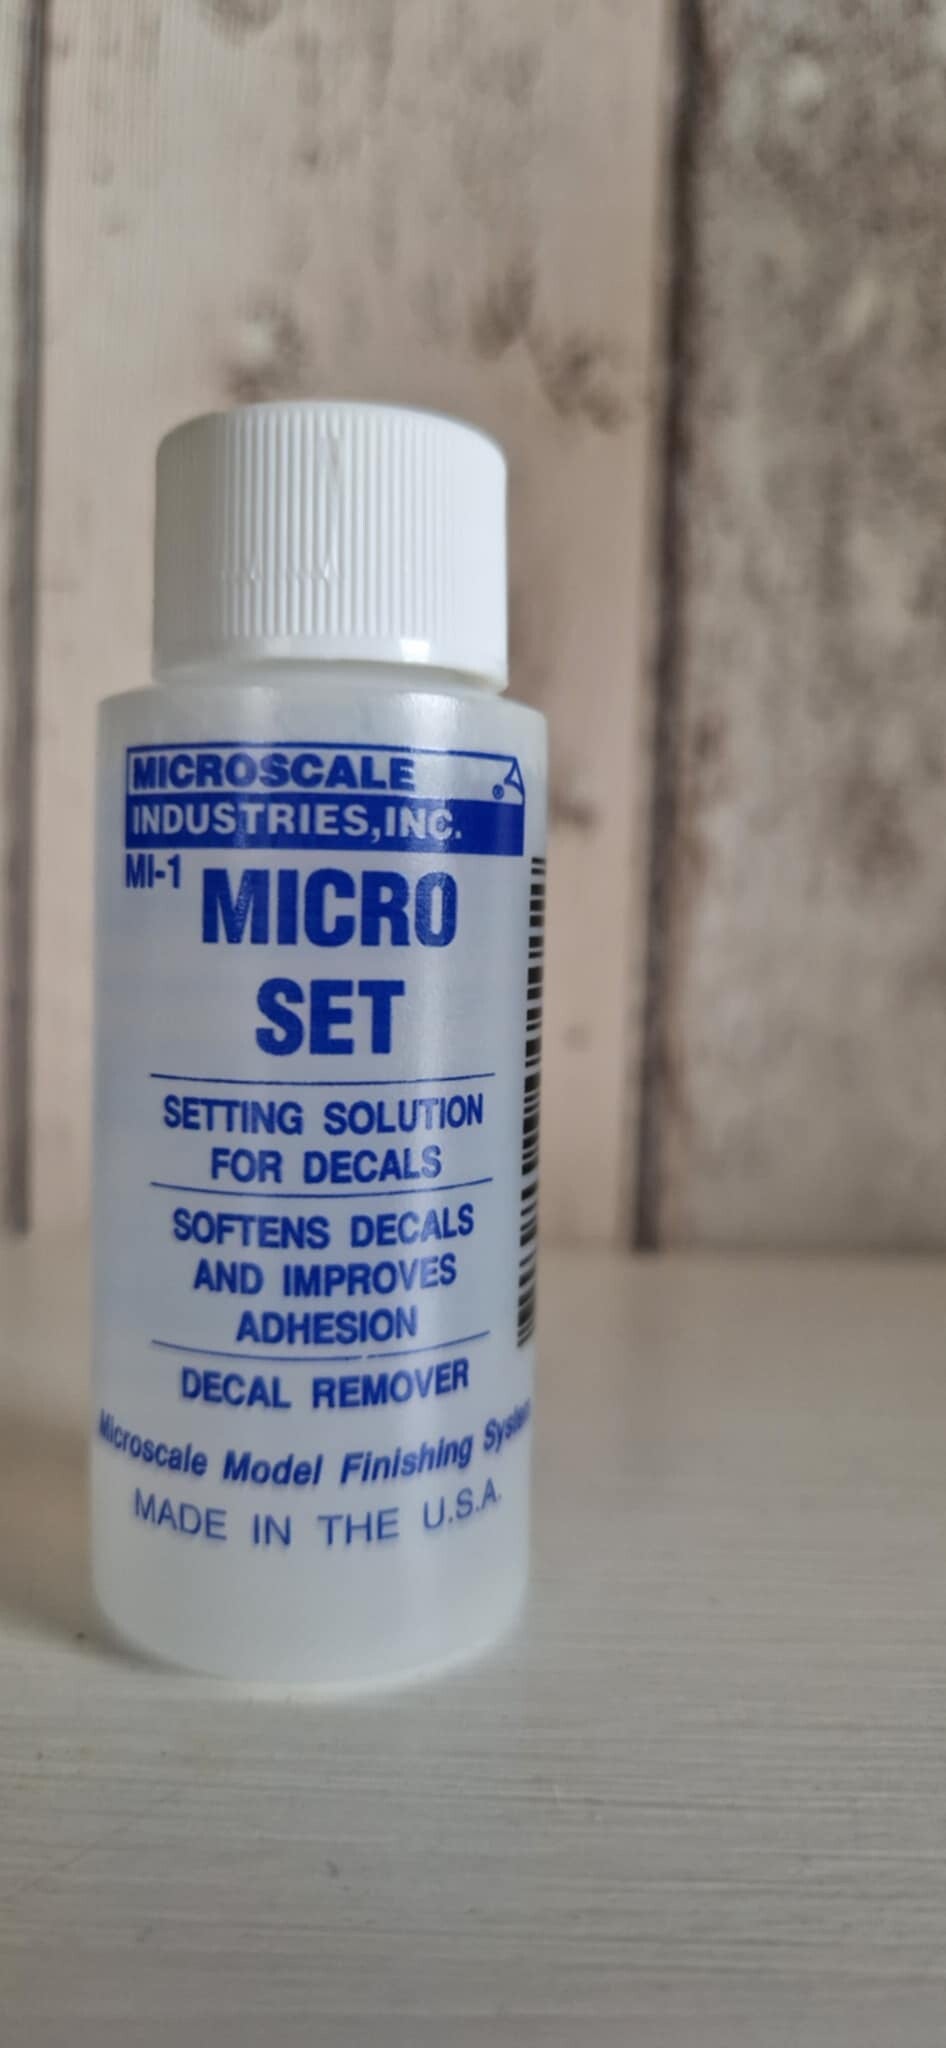 MICROSCALE
INDUSTRIES, INC.
MI-1
MICRO
SET
SETTING SOLUTION
FOR DECALS
SOFTENS DECALS
AND IMPROVES
ADHESION
DECAL REMOVER
Microscale Model Finishing System
MADE IN THE U.S.A.